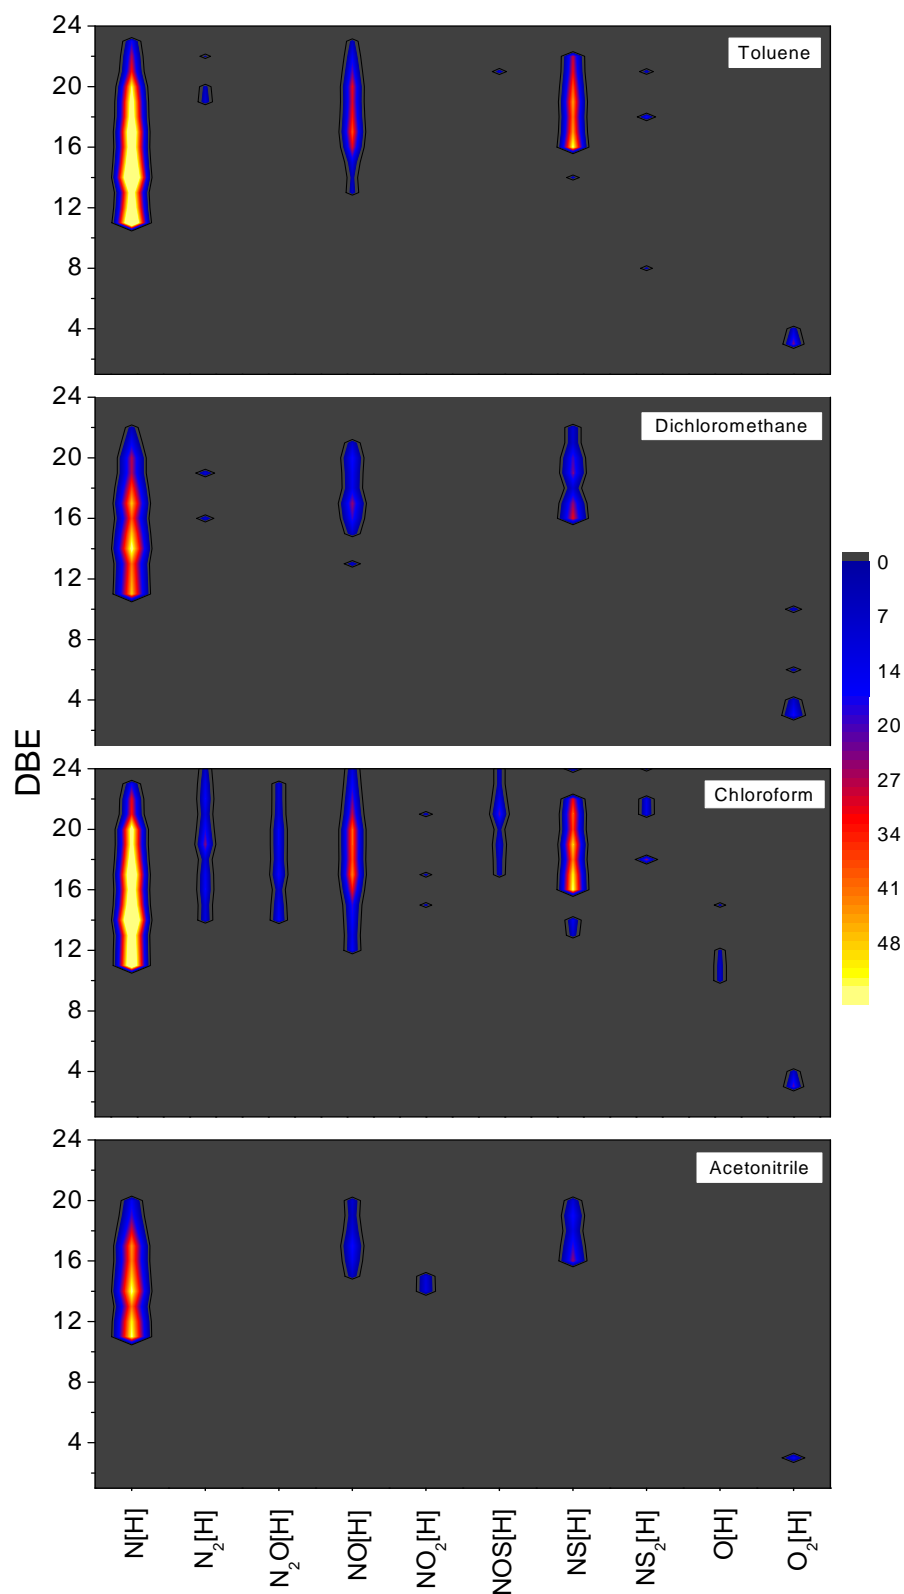 24
Toluene
20
16
12
8
4
24
Dichloromethane
20
16
12
8
4
0
7
14
20
27
34
41
48
DBE
24
Chloroform
20
16
12
8
4
24
Acetonitrile
20
16
12
8
4
N[H]
N₂[H]
N₂O[H]
NO[H]
NO₂[H]
NOS[H]
NS[H]
NS₂[H]
O[H]
O₂[H]